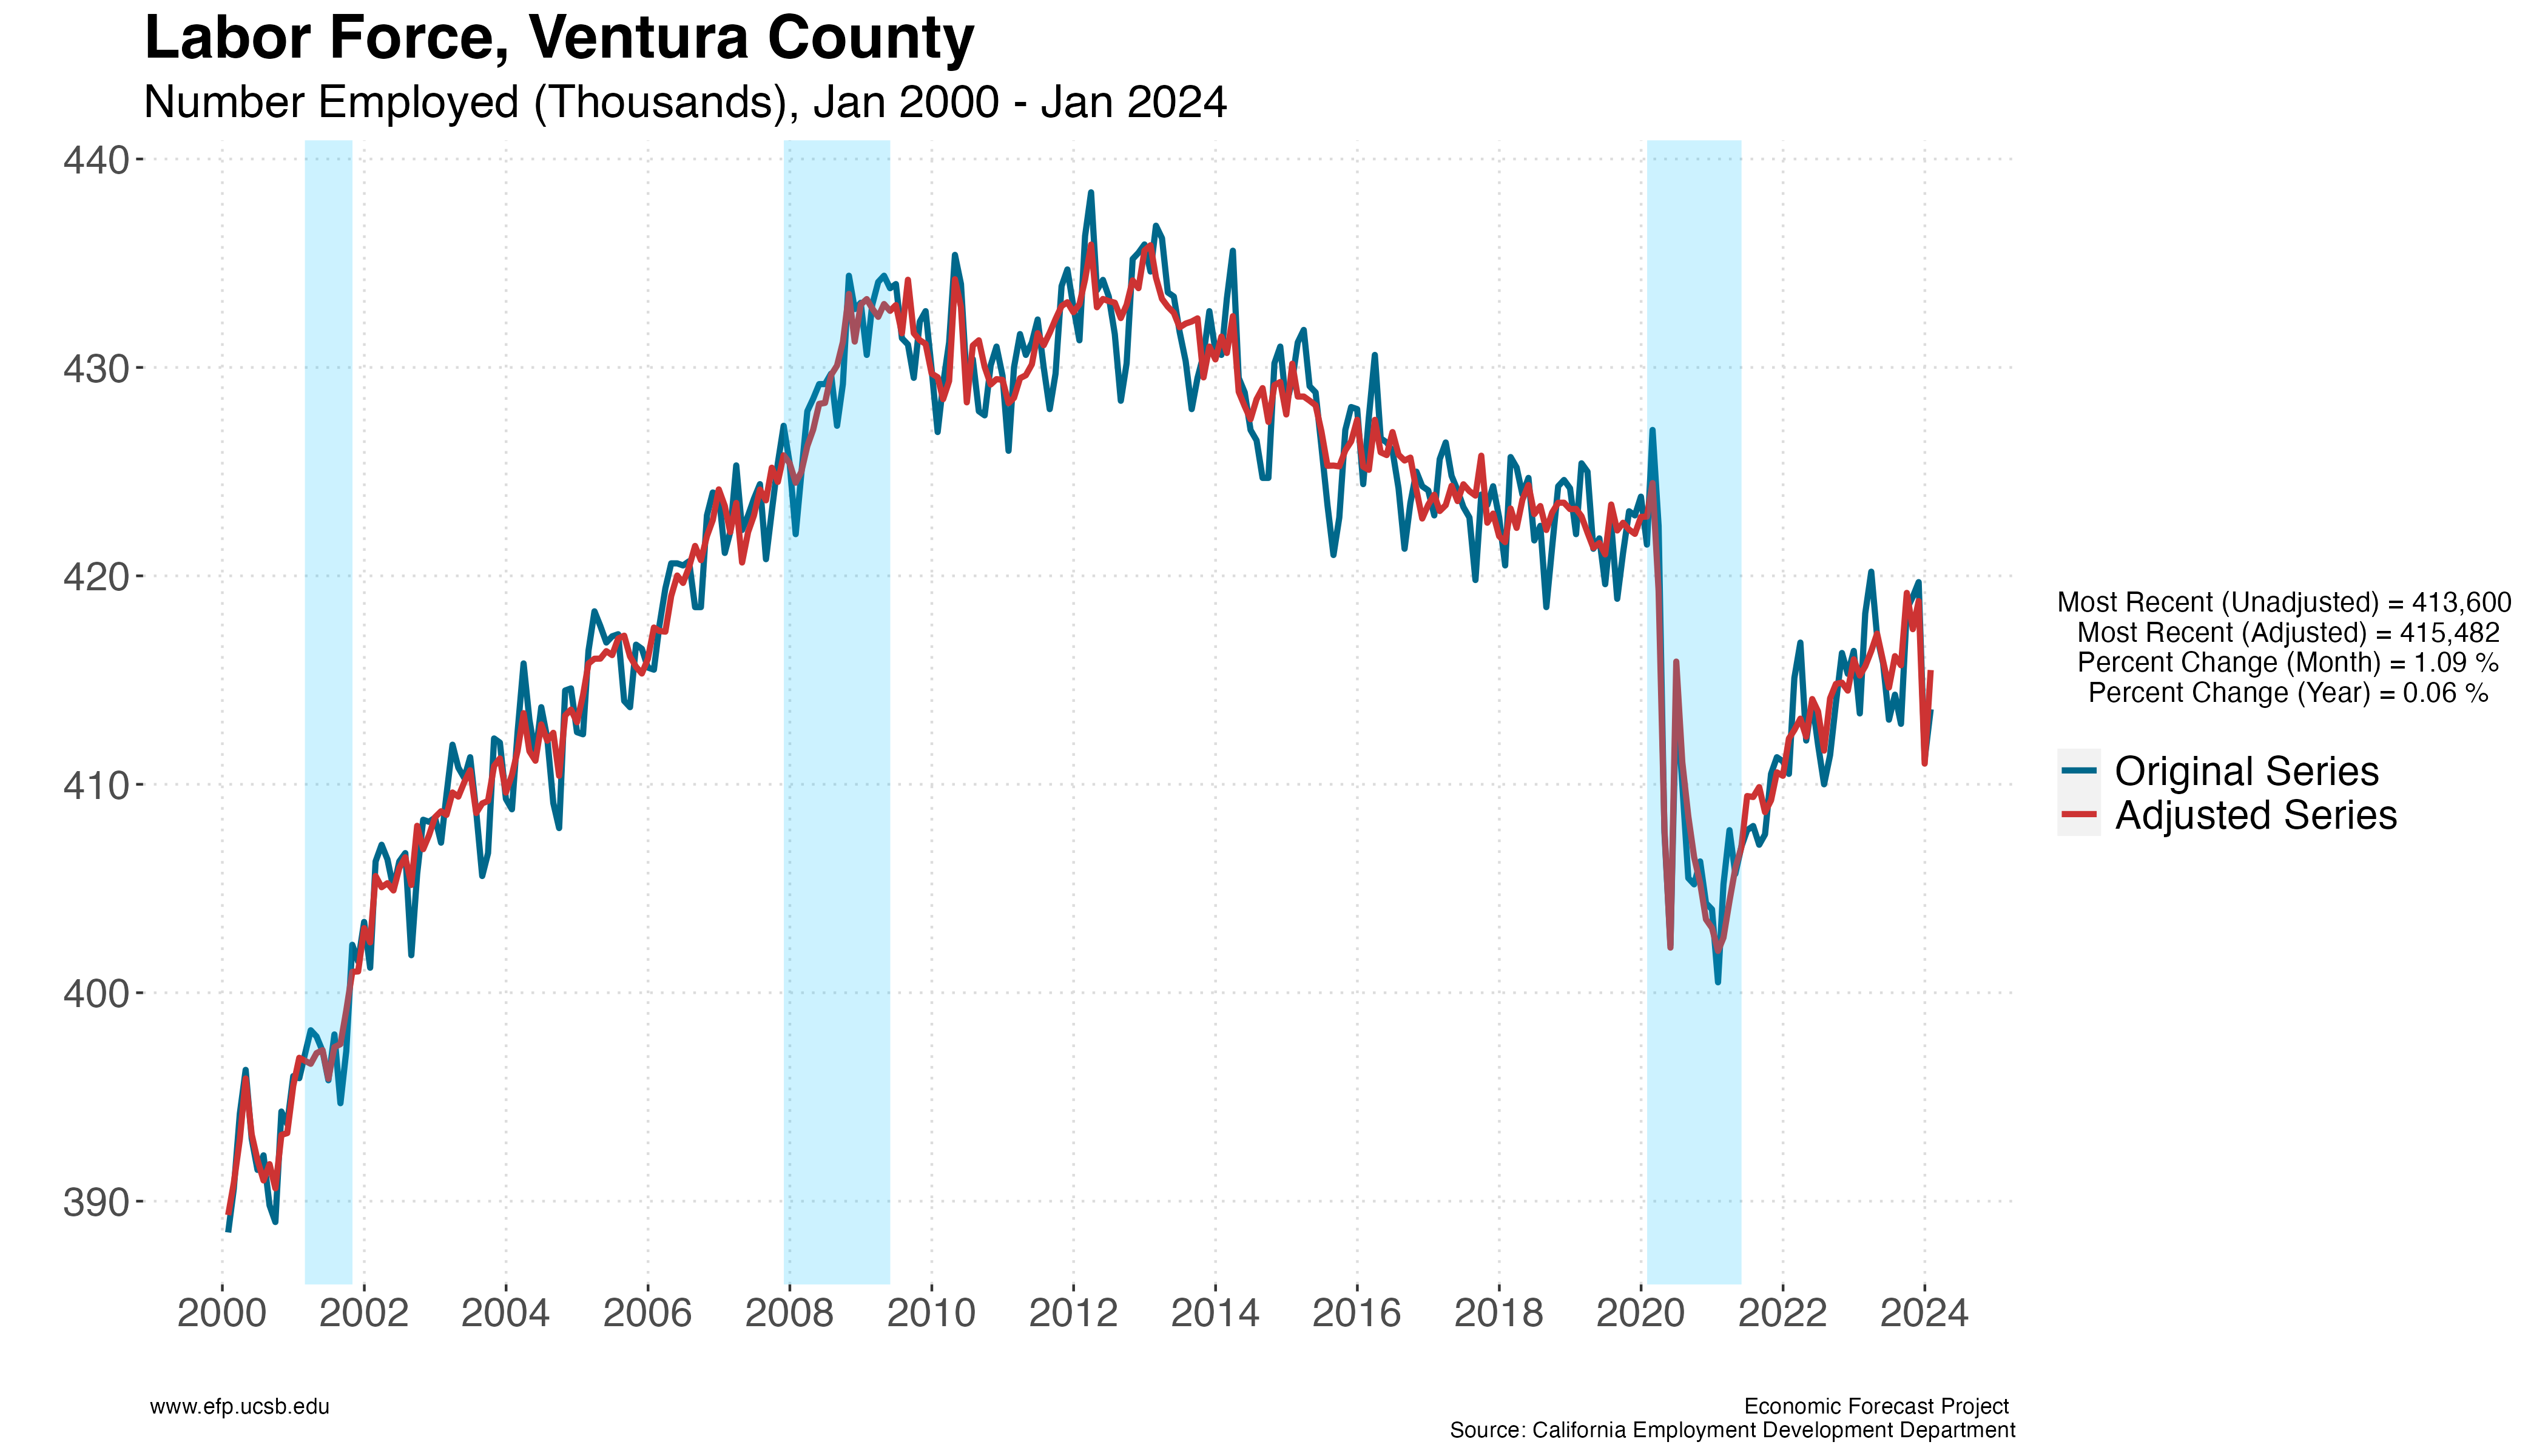 Labor Force, Ventura County
Number Employed (Thousands), Jan 2000 - Jan 2024
440
430
420
410
400
390
2000 2002 2004 2006 2008 2010 2012 2014 2016 2018 2020 2022 2024
Most Recent (Unadjusted) = 413,600
Most Recent (Adjusted) = 415,482
Percent Change (Month) = 1.09 %
Percent Change (Year) = 0.06 %
Original Series
Adjusted Series
www.efp.ucsb.edu
Economic Forecast Project
Source: California Employment Development Department